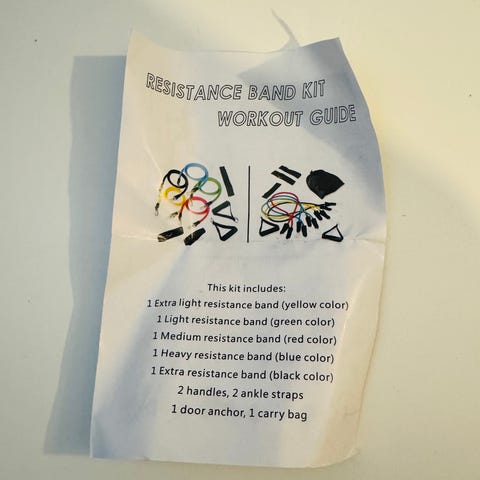 RESISTANCE BAND KIT
WORKOUT GUIDE
This kit includes:
1 Extra light resistance band (yellow color)
1 Light resistance band (green color)
1 Medium resistance band (red color)
1 Heavy resistance band (blue color)
1 Extra resistance band (black color)
2 handles, 2 ankle straps
1 door anchor, 1 carry bag